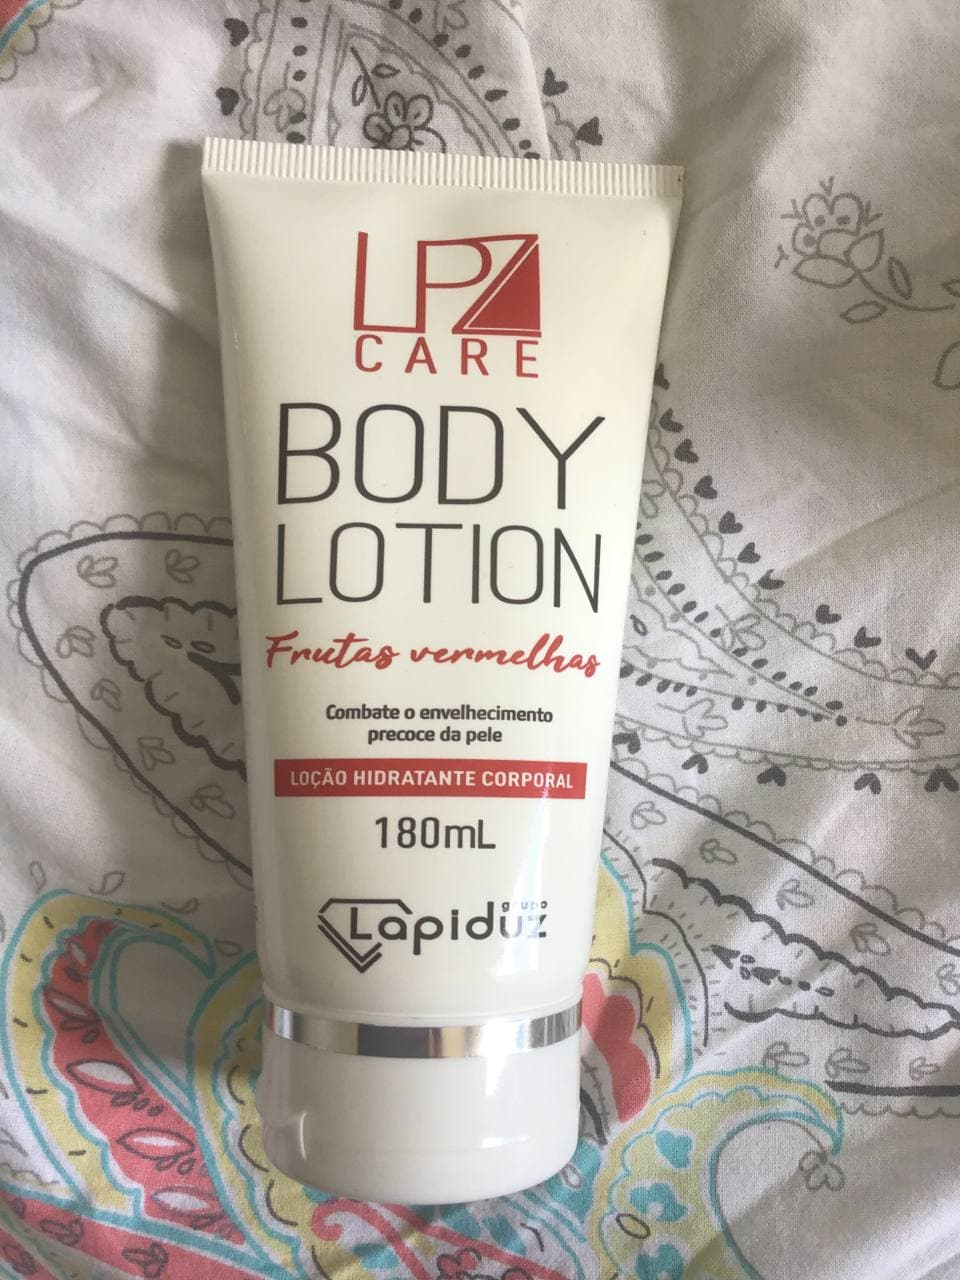 LPZ
CARE
BODY
LOTION
Frutas vermelhas
Combate o envelhecimento
precoce da pele
LOÇÃO HIDRATANTE CORPORAL
180mL
grupo
Lapiduz